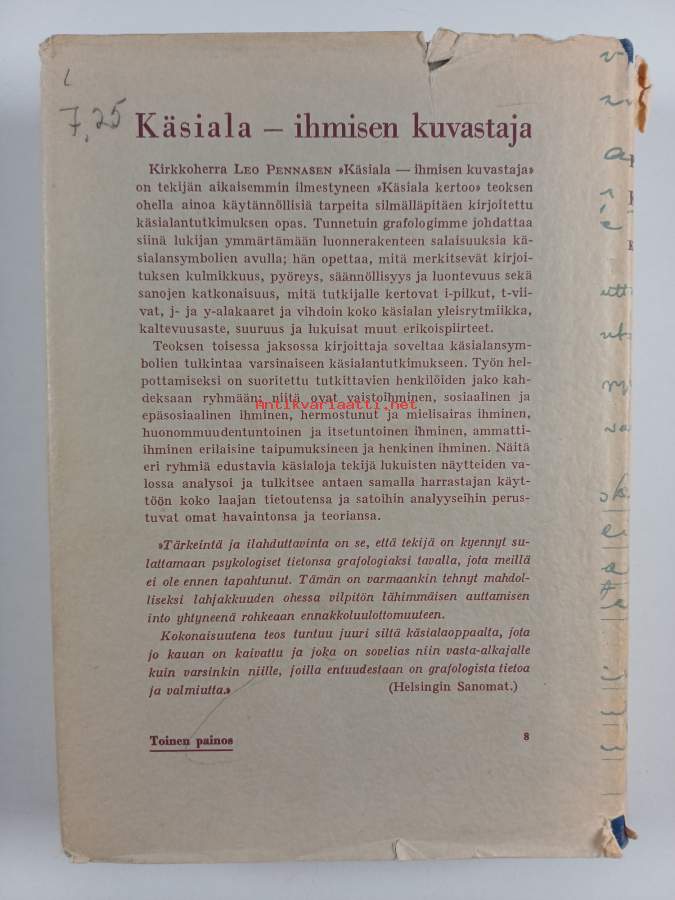 7,25
Käsiala — ihmisen kuvastaja
Kirkkoherra LEO PENNASEN »Käsiala — ihmisen kuvastaja»
on tekijän aikaisemmin ilmestyneen »Käsiala kertoo» teoksen
ohella ainoa käytännöllisiä tarpeita silmälläpitäen kirjoitettu
käsialantutkimuksen opas. Tunnetuin grafologimme johdattaa
siinä lukijan ymmärtämään luonnerakenteen salaisuuksia kä-
sialansymbolien avulla; hän opettaa, mitä merkitsevät kirjoi-
tuksen kulmikkuus, pyöreys, säännöllisyys ja luontevuus sekä
sanojen katkonaisuus, mitä tutkijalle kertovat i-pilkut, t-vii-
vat, j- ja y-alakaaret ja vihdoin koko käsialan yleisrytmiikka,
kaltevuusaste, suuruus ja lukuisat muut erikoispiirteet.
Teoksen toisessa jaksossa kirjoittaja soveltaa käsialansym-
bolien tulkintaa varsinaiseen käsialantutkimukseen. Työn hel-
pottamiseksi on suoritettu tutkittavien henkilöiden jako kah-
deksaan ryhmään; niitä ovat vaistoihminen, sosiaalinen ja
Antikvariaatti.net
epäsosiaalinen ihminen, hermostunut ja mielisairas ihminen,
huonommuudentuntoinen ja itsetuntoinen ihminen, ammatti-
ihminen erilaisine taipumuksineen ja henkinen ihminen. Näitä
eri ryhmiä edustavia käsialoja tekijä lukuisten näytteiden va-
lossa analysoi ja tulkitsee antaen samalla harrastajan käyt-
töön koko laajan tietoutensa ja satoihin analyyseihin perus-
tuvat omat havaintonsa ja teoriansa.
»Tärkeintä ja ilahduttavinta on se, että tekijä on kyennyt su-
lattamaan psykologiset tietonsa grafologiaksi tavalla, jota meillä
ei ole ennen tapahtunut. Tämän on varmaankin tehnyt mahdol-
liseksi lahjakkuuden ohessa vilpitön lähimmäisen auttamisen
into yhtyneenä rohkeaan ennakkoluulottomuuteen.
Kokonaisuutena teos tuntuu juuri siltä käsialaoppaalta, jota
jo kauan on kaivattu ja joka on sovelias niin vasta-alkajalle
kuin varsinkin niille, joilla entuudestaan on grafologista tietoa
ja valmiutta.» (Helsingin Sanomat.)
Toinen painos 8